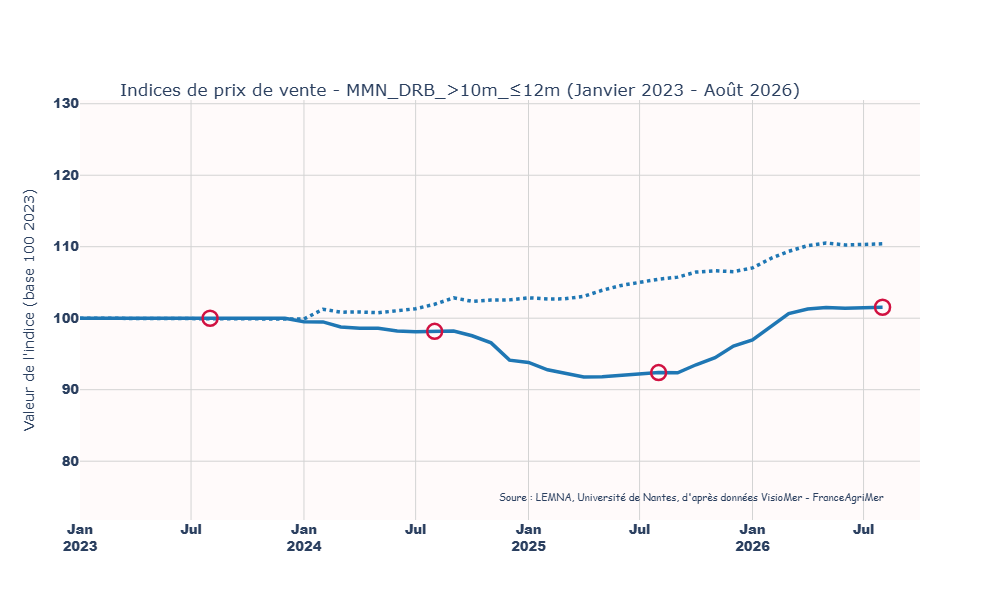 Indices de prix de vente - MMN_DRB_>10m_≤12m (Janvier 2023 - Août 2026)
130
120
110
100
90
80
Valeur de l'indice (base 100 2023)
Soure : LEMNA, Université de Nantes, d'après données VisioMer - FranceAgriMer
Jan Jul Jan Jul Jan Jul Jan Jul
2023 2024 2025 2026